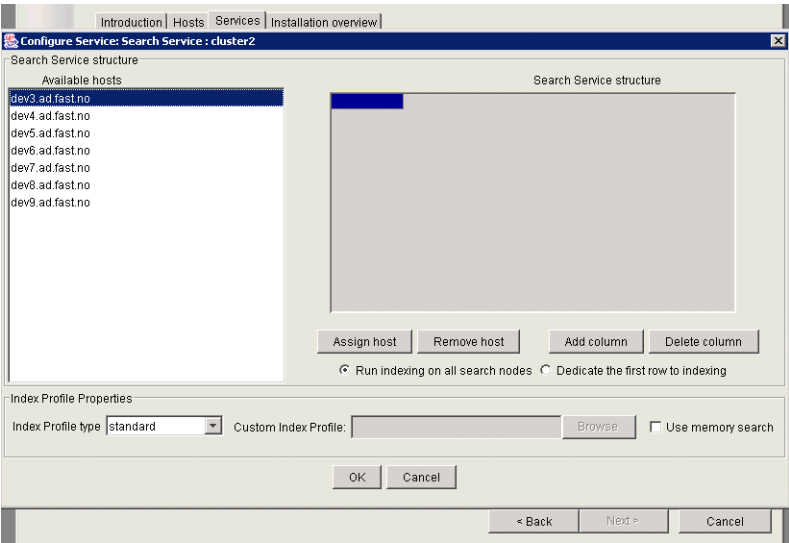 Introduction Hosts Services Installation overview
Configure Service: Search Service : cluster2
Search Service structure
Available hosts
Search Service structure
dev3.ad.fast.no
dev4.ad.fast.no
dev5.ad.fast.no
dev6.ad.fast.no
dev7.ad.fast.no
dev8.ad.fast.no
dev9.ad.fast.no
Assign host Remove host Add column Delete column
Run indexing on all search nodes Dedicate the first row to indexing
Index Profile Properties
Index Profile type standard Custom Index Profile: Browse Use memory search
OK Cancel
< Back Next > Cancel